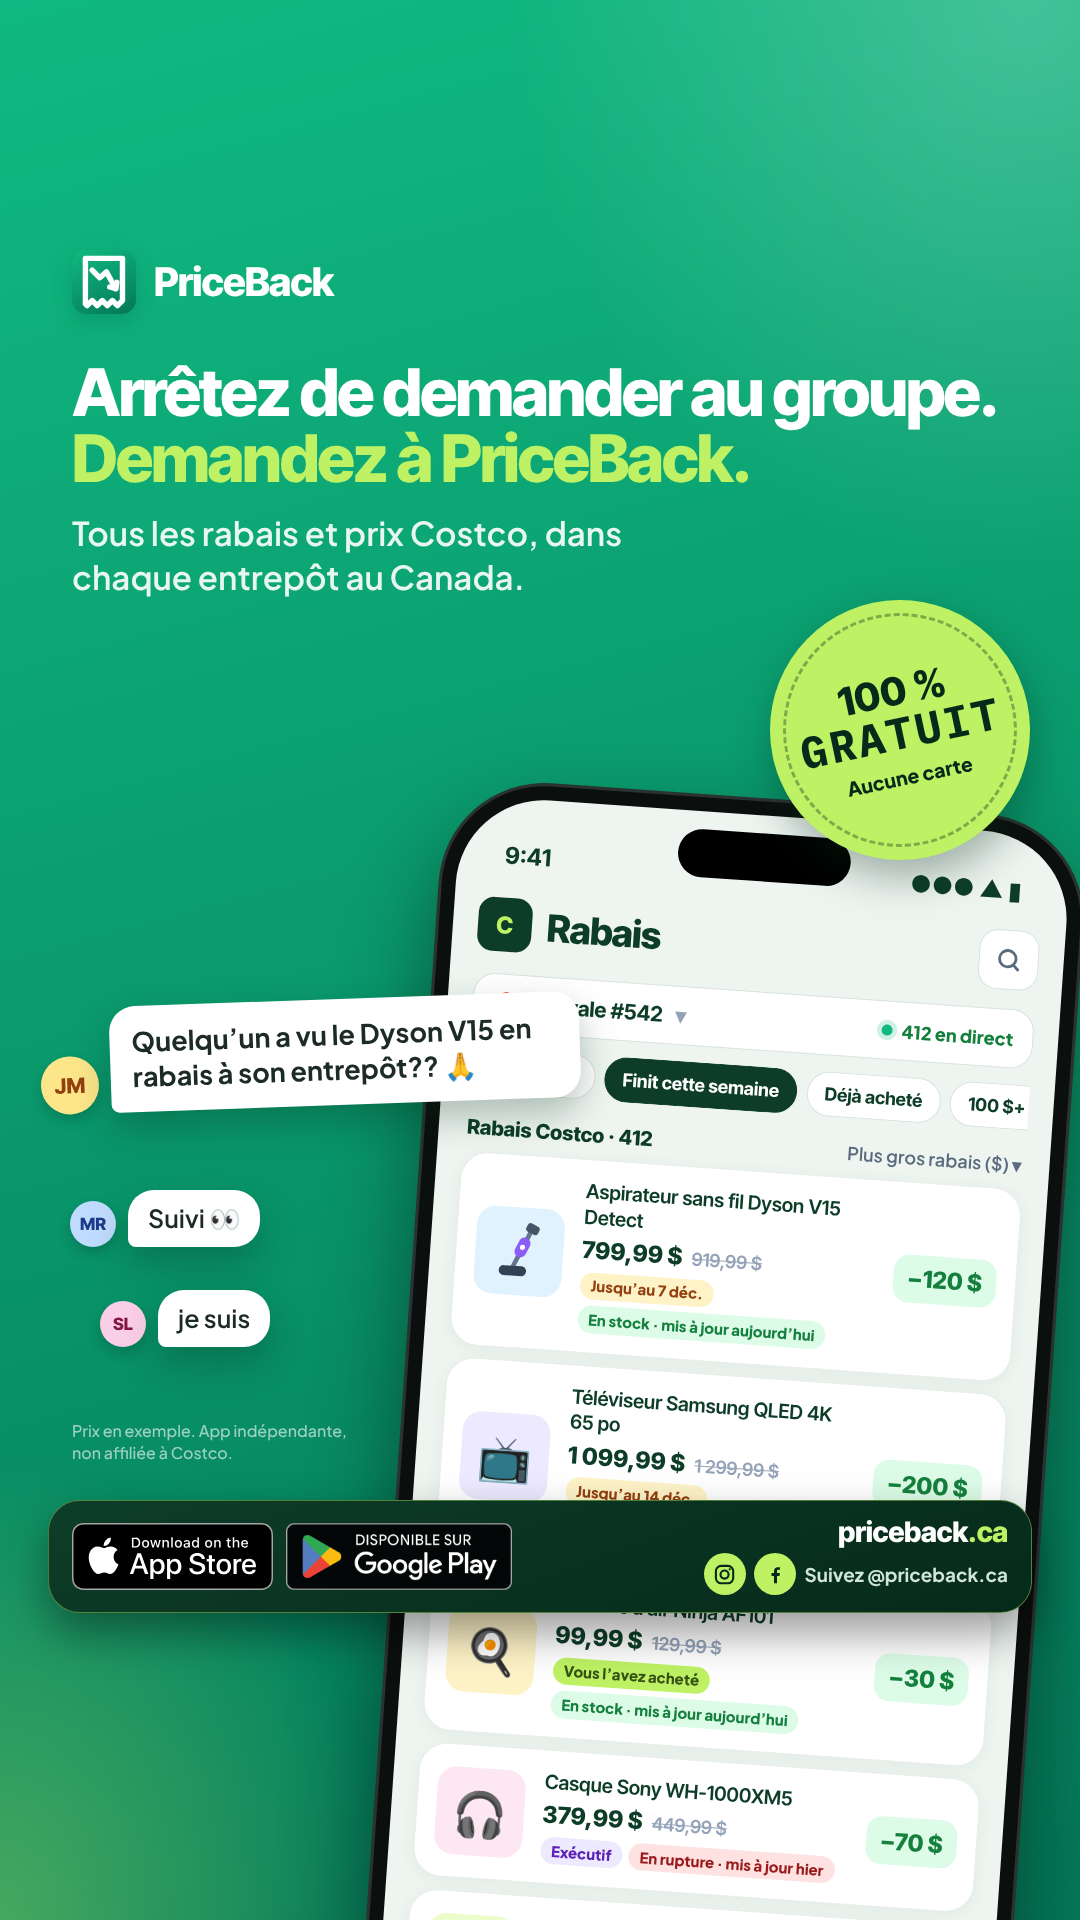 PriceBack
Arrêtez de demander au groupe.
Demandez à PriceBack.
Tous les rabais et prix Costco, dans
chaque entrepôt au Canada.
100 %
GRATUIT
Aucune carte
9:41
C
Rabais
#542 ▼
412 en direct
JM
Quelqu’un a vu le Dyson V15 en
rabais à son entrepôt?? 🙏
Finit cette semaine
Déjà acheté
100 $+
Rabais Costco · 412
Plus gros rabais ($) ▾
MR
Suivi 👀
SL
je suis
Aspirateur sans fil Dyson V15
Detect
799,99 $ 919,99 $
−120 $
Jusqu’au 7 déc.
En stock · mis à jour aujourd’hui
Téléviseur Samsung QLED 4K
65 po
1 099,99 $ 1 299,99 $
−200 $
Jusqu’au 14 déc.
Prix en exemple. App indépendante,
non affiliée à Costco.
Download on the
App Store
DISPONIBLE SUR
Google Play
priceback.ca
Suivez @priceback.ca
Ninja AF101
99,99 $ 129,99 $
−30 $
Vous l’avez acheté
En stock · mis à jour aujourd’hui
Casque Sony WH-1000XM5
379,99 $ 449,99 $
−70 $
Exécutif
En rupture · mis à jour hier